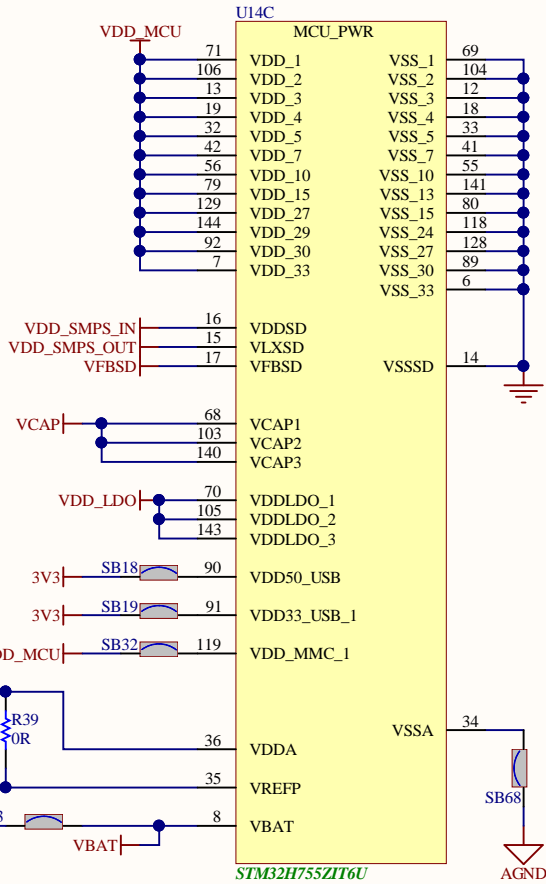 U14C
VDD_MCU
MCU_PWR
71 VDD_1 VSS_1 69
106 VDD_2 VSS_2 104
13 VDD_3 VSS_3 12
19 VDD_4 VSS_4 18
32 VDD_5 VSS_5 33
42 VDD_7 VSS_7 41
56 VDD_10 VSS_10 55
79 VDD_15 VSS_13 141
129 VDD_27 VSS_15 80
144 VDD_29 VSS_24 118
92 VDD_30 VSS_27 128
7 VDD_33 VSS_30 89
VSS_33 6
VDD_SMPS_IN 16 VDDSD
VDD_SMPS_OUT 15 VLXSD
VFBSD 17 VFBSD VSSSD 14
VCAP 68 VCAP1
103 VCAP2
140 VCAP3
VDD_LDO 70 VDDLDO_1
105 VDDLDO_2
143 VDDLDO_3
3V3 SB18 90 VDD50_USB
3V3 SB19 91 VDD33_USB_1
DD_MCU SB32 119 VDD_MMC_1
R39
0R
VSSA 34
36 VDDA
35 VREFP
SB68
8 VBAT
VBAT
STM32H755ZIT6U
AGND